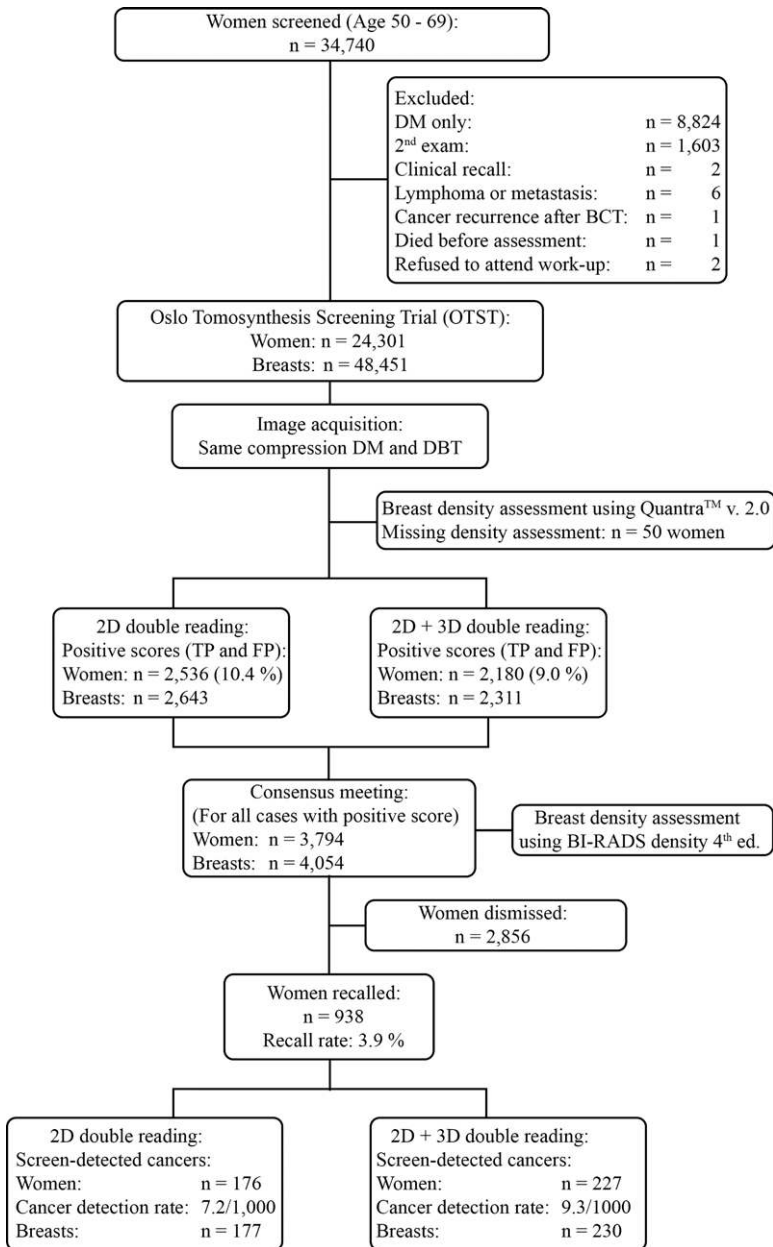 Women screened (Age 50 - 69):
n = 34,740
Excluded:
DM only: n = 8,824
2nd exam: n = 1,603
Clinical recall: n = 2
Lymphoma or metastasis: n = 6
Cancer recurrence after BCT: n = 1
Died before assessment: n = 1
Refused to attend work-up: n = 2
Oslo Tomosynthesis Screening Trial (OTST):
Women: n = 24,301
Breasts: n = 48,451
Image acquisition:
Same compression DM and DBT
Breast density assessment using Quantra™ v. 2.0
Missing density assessment: n = 50 women
2D double reading:
Positive scores (TP and FP):
Women: n = 2,536 (10.4 %)
Breasts: n = 2,643
2D + 3D double reading:
Positive scores (TP and FP):
Women: n = 2,180 (9.0 %)
Breasts: n = 2,311
Consensus meeting:
(For all cases with positive score)
Women: n = 3,794
Breasts: n = 4,054
Breast density assessment
using BI-RADS density 4th ed.
Women dismissed:
n = 2,856
Women recalled:
n = 938
Recall rate: 3.9 %
2D double reading:
Screen-detected cancers:
Women: n = 176
Cancer detection rate: 7.2/1,000
Breasts: n = 177
2D + 3D double reading:
Screen-detected cancers:
Women: n = 227
Cancer detection rate: 9.3/1000
Breasts: n = 230